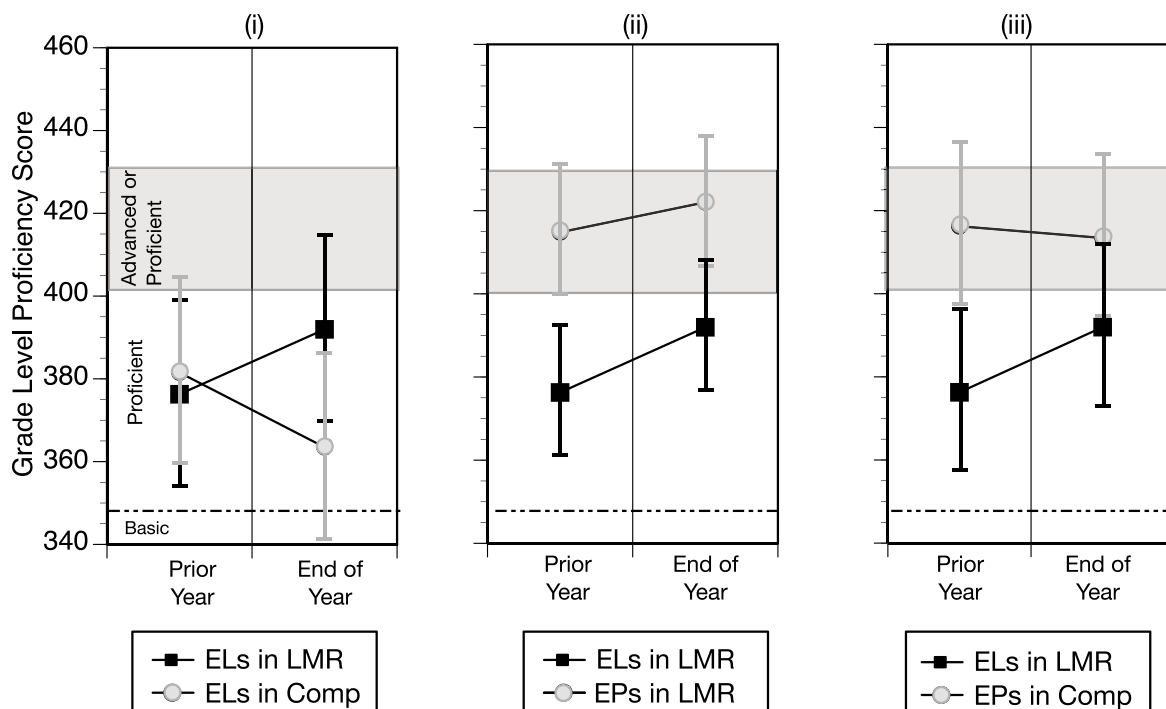 (i)
(ii)
(iii)
Grade Level Proficiency Score
460
440
420
400
380
360
340
Advanced or
Proficient
Proficient
Basic
Prior
Year
End of
Year
Prior
Year
End of
Year
Prior
Year
End of
Year
ELs in LMR
ELs in Comp
ELs in LMR
EPs in LMR
ELs in LMR
EPs in Comp